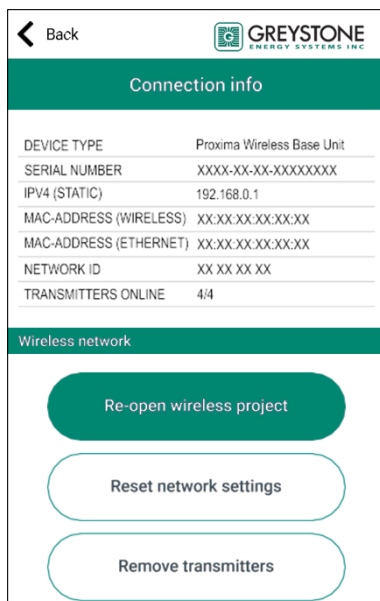 Back
GREYSTONE
ENERGY SYSTEMS INC
Connection info
DEVICE TYPE Proxima Wireless Base Unit
SERIAL NUMBER XXXX-XX-XX-XXXXXXXX
IPV4 (STATIC) 192.168.0.1
MAC-ADDRESS (WIRELESS) XX:XX:XX:XX:XX:XX
MAC-ADDRESS (ETHERNET) XX:XX:XX:XX:XX:XX
NETWORK ID XX XX XX XX
TRANSMITTERS ONLINE 4/4
Wireless network
Re-open wireless project
Reset network settings
Remove transmitters